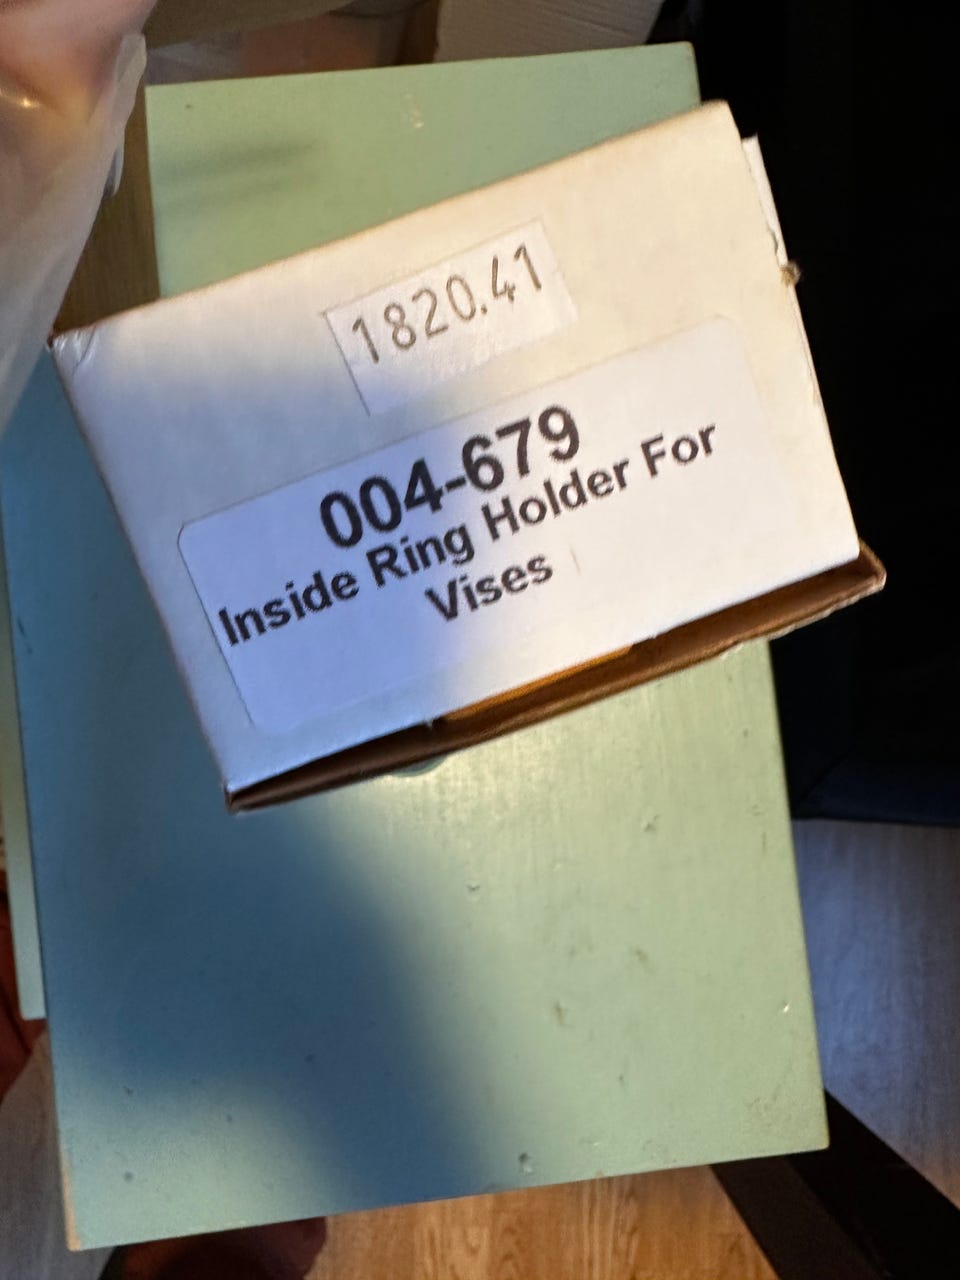 1820.41
004-679
Inside Ring Holder For
Vises